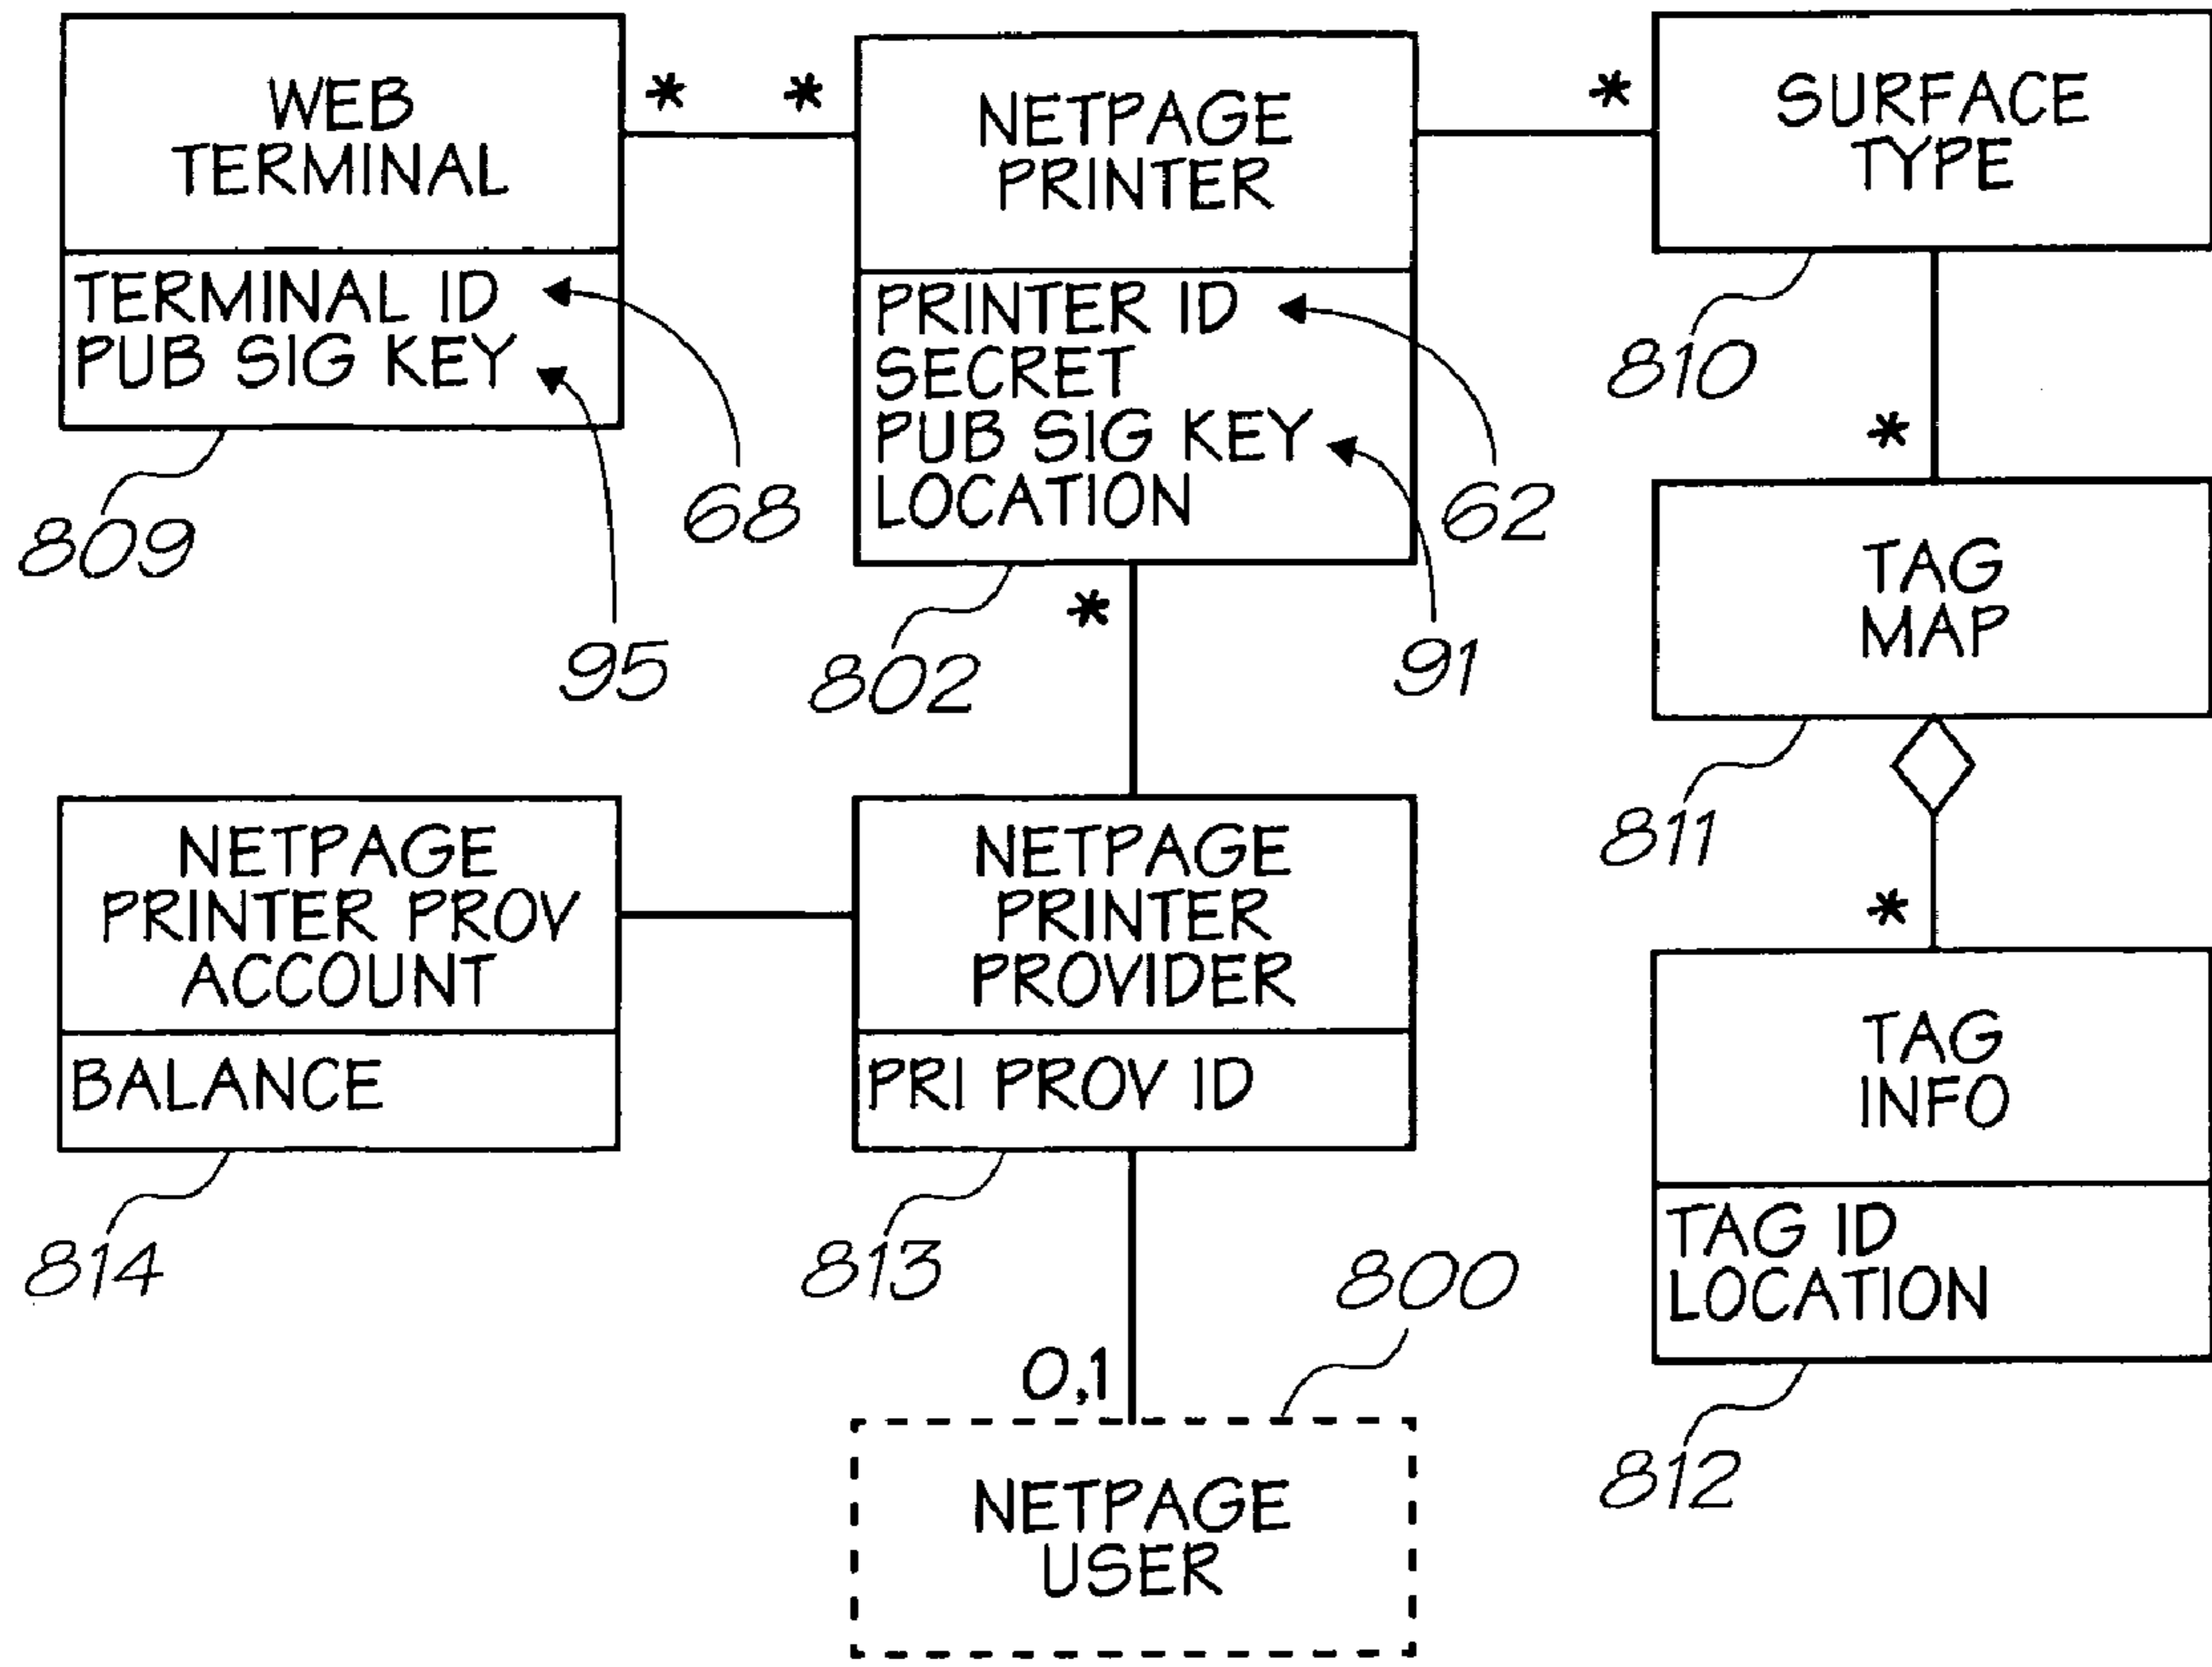 WEB
TERMINAL
TERMINAL ID
PUB SIG KEY
809
68
95
* *
NETPAGE
PRINTER
PRINTER ID
SECRET
PUB SIG KEY
LOCATION
802
62
91
*
*
SURFACE
TYPE
810
*
TAG
MAP
811
*
TAG
INFO
TAG ID
LOCATION
812
NETPAGE
PRINTER PROV
ACCOUNT
BALANCE
814
NETPAGE
PRINTER
PROVIDER
PRI PROV ID
813
0,1
800
NETPAGE
USER